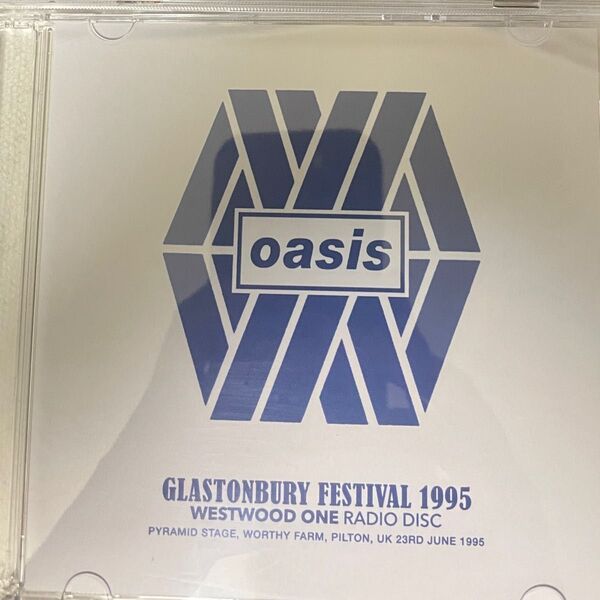 oasis
GLASTONBURY FESTIVAL 1995
WESTWOOD ONE RADIO DISC
PYRAMID STAGE, WORTHY FARM, PILTON, UK 23RD JUNE 1995